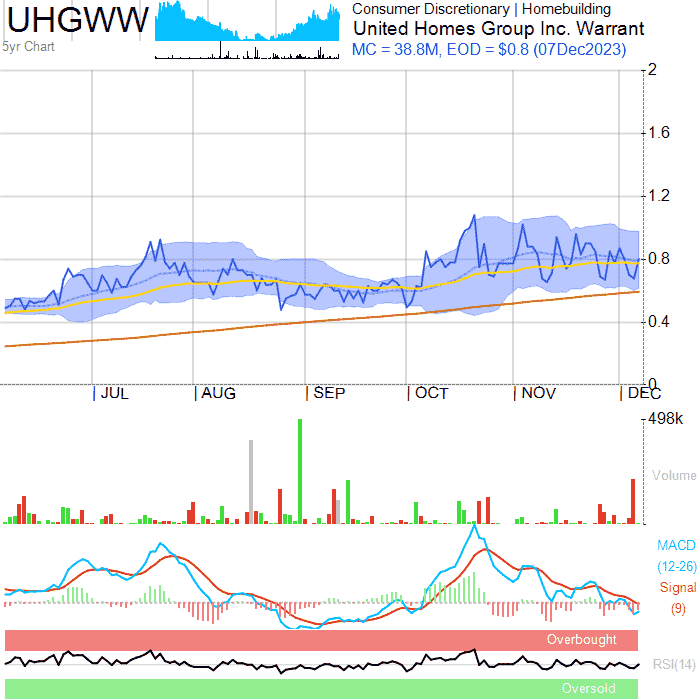 UHGWW
5yr Chart
Consumer Discretionary | Homebuilding
United Homes Group Inc. Warrant
MC = 38.8M, EOD = $0.8 (07Dec2023)
2
1.6
1.2
0.8
0.4
0
JUL AUG SEP OCT NOV DEC
498k
Volume
MACD
(12-26)
Signal
(9)
Overbought
RSI(14)
Oversold